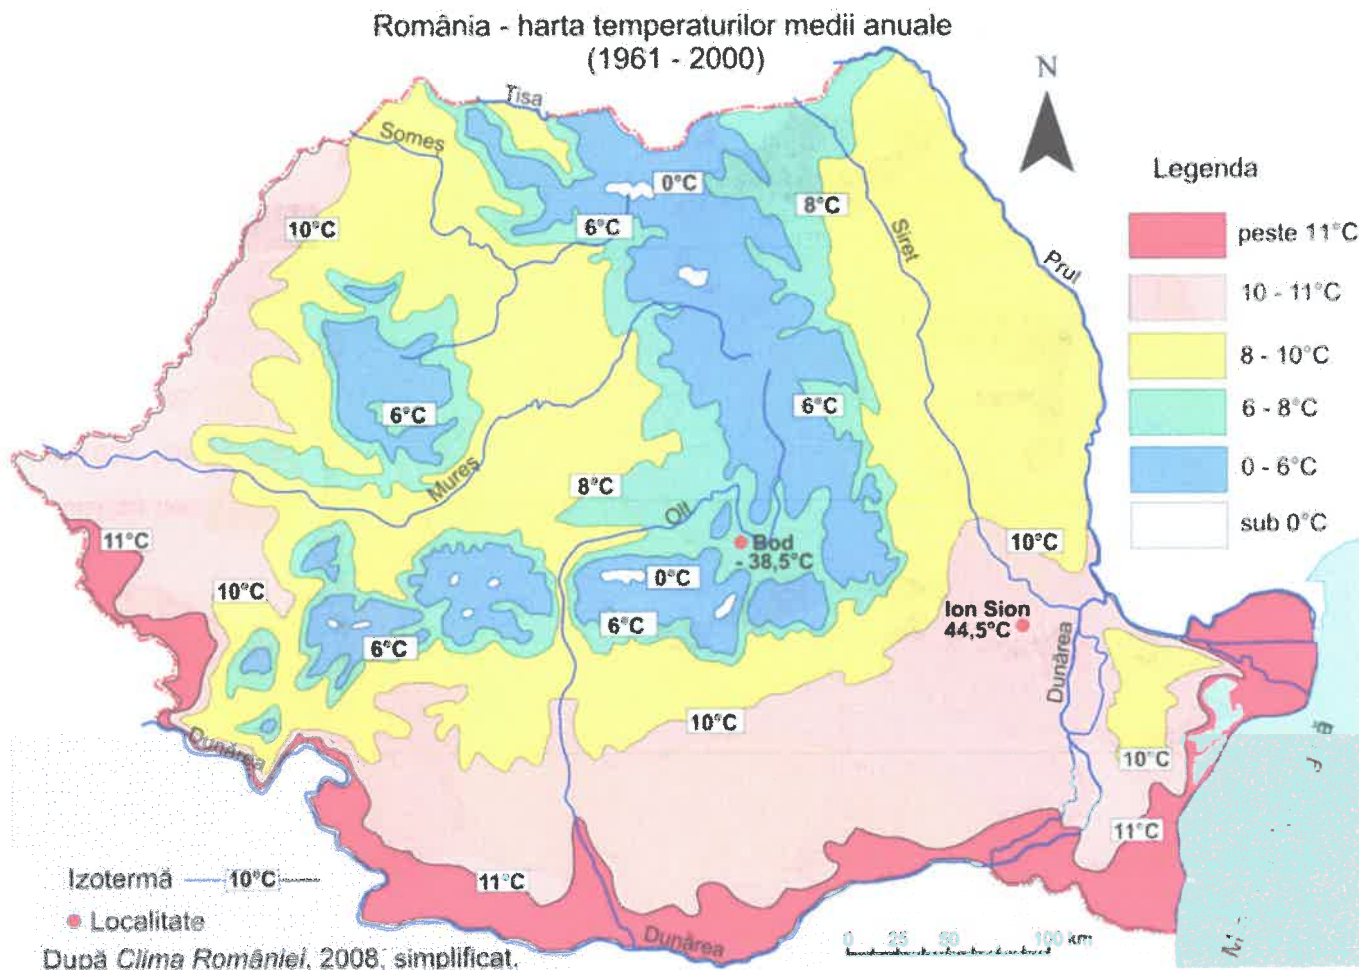 România - harta temperaturilor medii anuale
(1961 - 2000)
N
Tisa
Someș
0°C
Legenda
8°C
6°C
10°C
Siret
peste 11°C
Prul
10 - 11°C
8 - 10°C
6°C
6°C
6 - 8°C
Mureș
0 - 6°C
8°C
Olt
sub 0°C
11°C
Bod
- 38,5°C
10°C
0°C
10°C
Ion Sion
44,5°C
6°C
6°C
Dunărea
10°C
Dunărea
10°C
11°C
Izotermă 10°C
11°C
Localitate
Dunărea
0 25 50 100 km
După Clima României, 2008, simplificat.